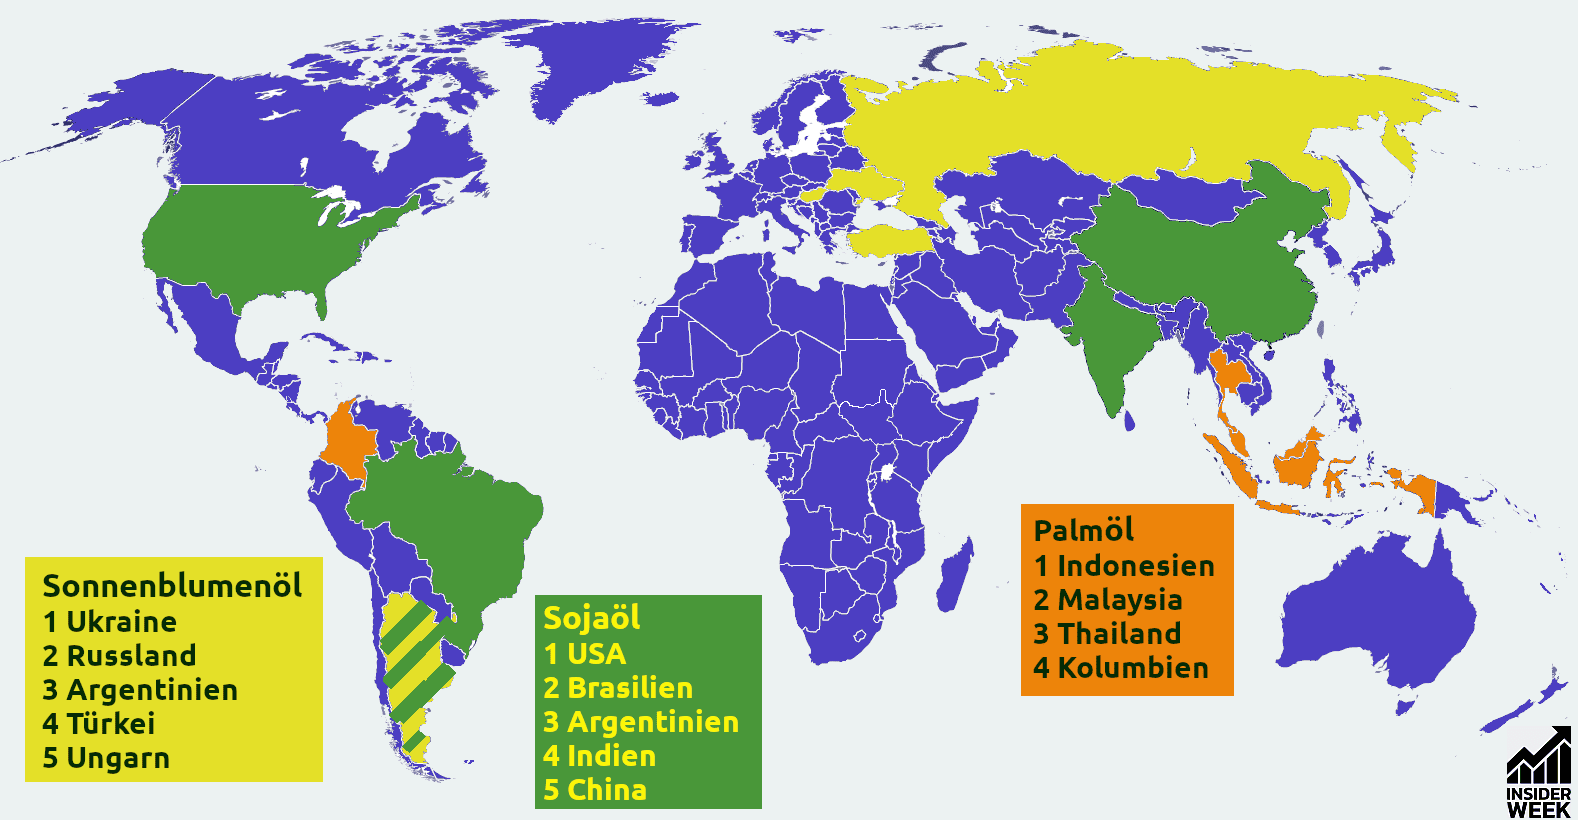 Sonnenblumenöl
1 Ukraine
2 Russland
3 Argentinien
4 Türkei
5 Ungarn
Sojaöl
1 USA
2 Brasilien
3 Argentinien
4 Indien
5 China
Palmöl
1 Indonesien
2 Malaysia
3 Thailand
4 Kolumbien
INSIDER
WEEK